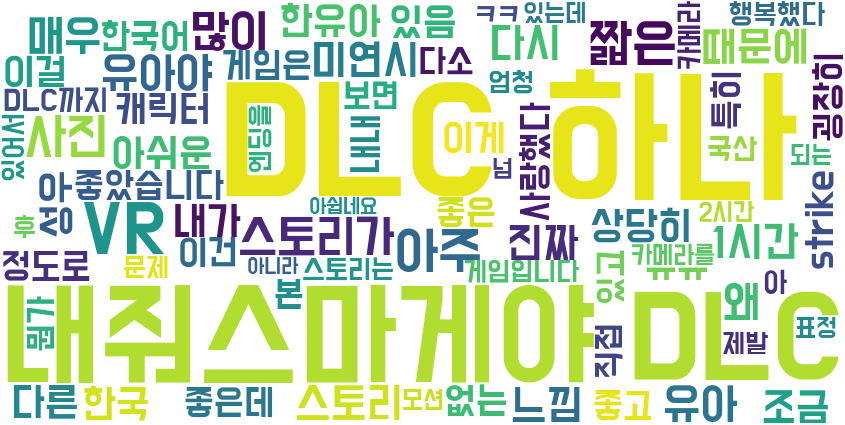 매우 한국어 많이 한유아 있음 ㅋㅋ 있는데 짧은 카메라 행복했다
이걸 유아야 게임은 미연시 다소 다시 때문에
DLC까지 캐릭터 DLC 하나 보면 엄청 특히 굉장히
있어서 사진 아쉬운 엔딩을 내내 이게 넘 사랑했다 국산 되는
아 좋았습니다 아쉽네요 좋은 2시간 strike
후 성 VR 내가 스토리가 아주 진짜 상당히 1시간
정도로 문제 이건 아니라 스토리는 게임입니다 있고 카메라를 ㅠㅠ 아
뭔가 본 직접 왜 제발 표정
내줘 스마게야 DLC
다른 한국 좋은데 스토리 모션 없는 느낌 좋고 유아 조금